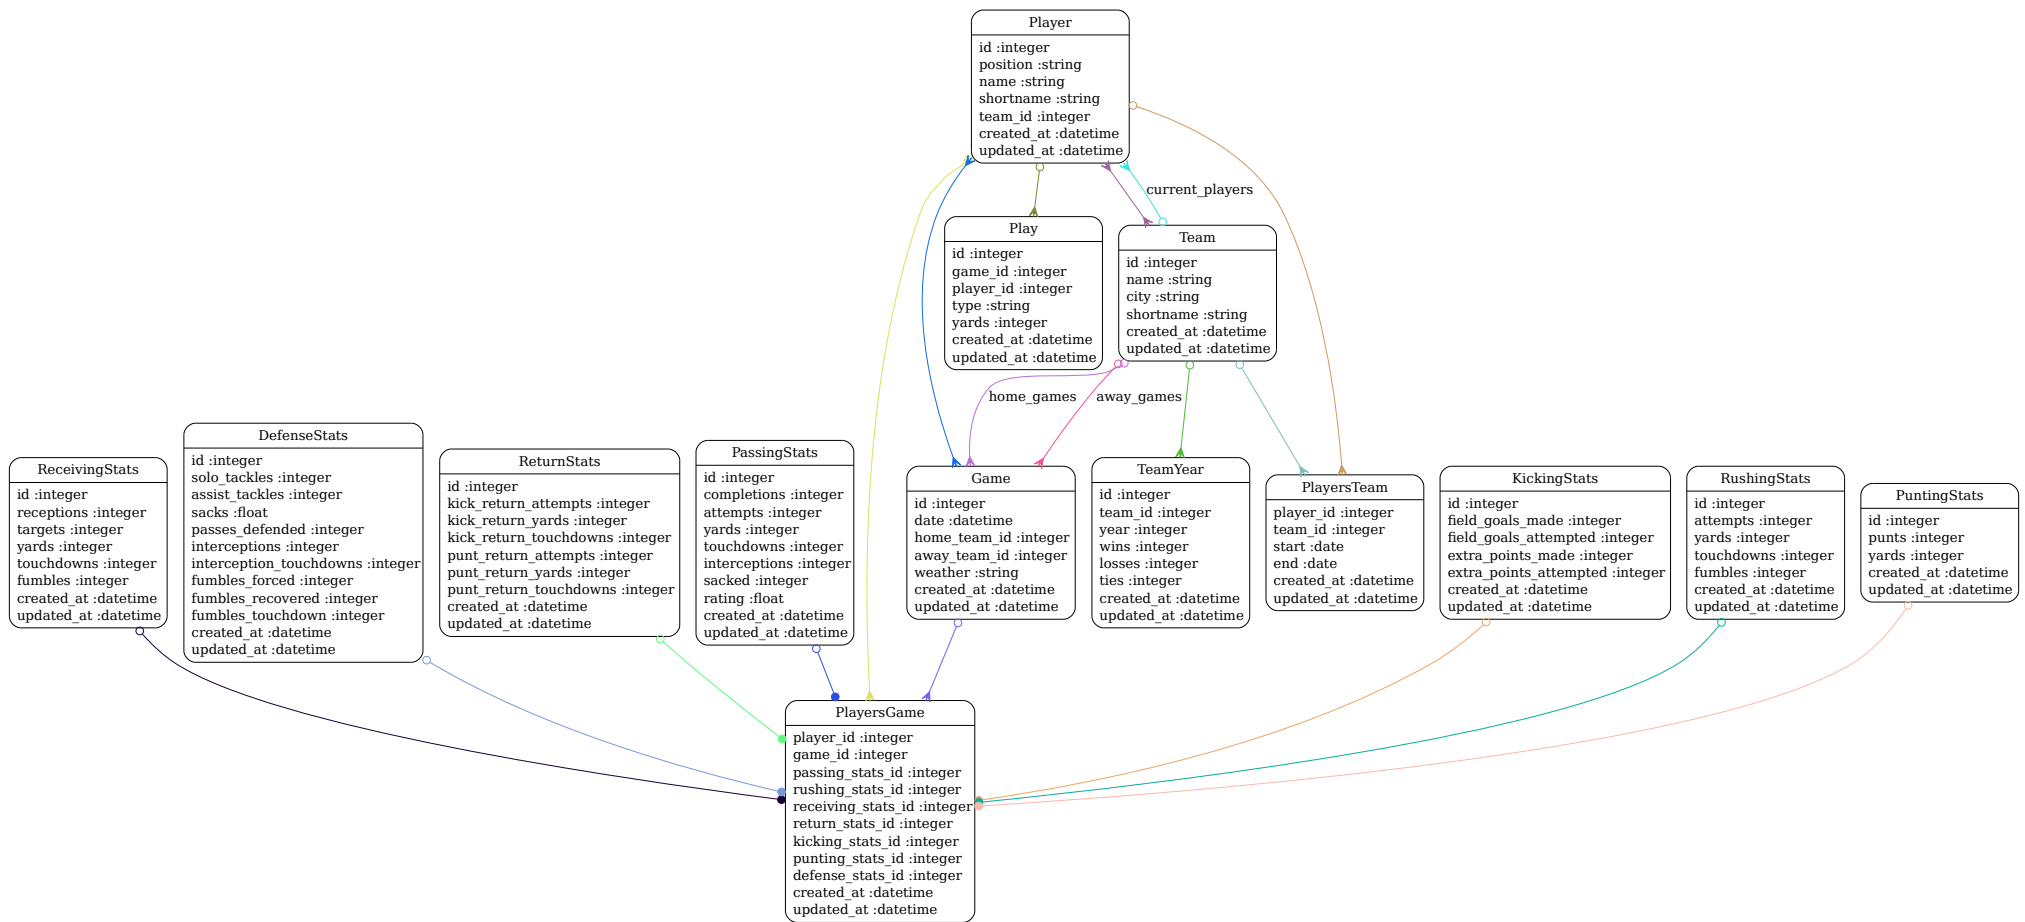 Player
id :integer
position :string
name :string
shortname :string
team_id :integer
created_at :datetime
updated_at :datetime
current_players
Play
id :integer
game_id :integer
player_id :integer
type :string
yards :integer
created_at :datetime
updated_at :datetime
Team
id :integer
name :string
city :string
shortname :string
created_at :datetime
updated_at :datetime
home_games
away_games
ReceivingStats
id :integer
receptions :integer
targets :integer
yards :integer
touchdowns :integer
fumbles :integer
created_at :datetime
updated_at :datetime
DefenseStats
id :integer
solo_tackles :integer
assist_tackles :integer
sacks :float
passes_defended :integer
interceptions :integer
interception_touchdowns :integer
fumbles_forced :integer
fumbles_recovered :integer
fumbles_touchdown :integer
created_at :datetime
updated_at :datetime
ReturnStats
id :integer
kick_return_attempts :integer
kick_return_yards :integer
kick_return_touchdowns :integer
punt_return_attempts :integer
punt_return_yards :integer
punt_return_touchdowns :integer
created_at :datetime
updated_at :datetime
PassingStats
id :integer
completions :integer
attempts :integer
yards :integer
touchdowns :integer
interceptions :integer
sacked :integer
rating :float
created_at :datetime
updated_at :datetime
Game
id :integer
date :datetime
home_team_id :integer
away_team_id :integer
weather :string
created_at :datetime
updated_at :datetime
TeamYear
id :integer
team_id :integer
year :integer
wins :integer
losses :integer
ties :integer
created_at :datetime
updated_at :datetime
PlayersTeam
player_id :integer
team_id :integer
start :date
end :date
created_at :datetime
updated_at :datetime
KickingStats
id :integer
field_goals_made :integer
field_goals_attempted :integer
extra_points_made :integer
extra_points_attempted :integer
created_at :datetime
updated_at :datetime
RushingStats
id :integer
attempts :integer
yards :integer
touchdowns :integer
fumbles :integer
created_at :datetime
updated_at :datetime
PuntingStats
id :integer
punts :integer
yards :integer
created_at :datetime
updated_at :datetime
PlayersGame
player_id :integer
game_id :integer
passing_stats_id :integer
rushing_stats_id :integer
receiving_stats_id :integer
return_stats_id :integer
kicking_stats_id :integer
punting_stats_id :integer
defense_stats_id :integer
created_at :datetime
updated_at :datetime